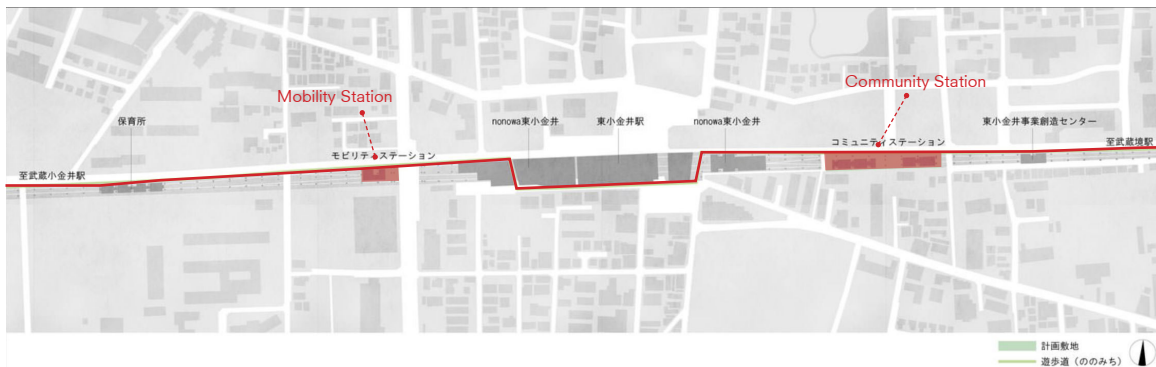 Community Station
Mobility Station
保育所
nonowa東小金井
東小金井駅
nonowa東小金井
東小金井事業創造センター
モビリティステーション
コミュニティステーション
至武蔵境駅
至武蔵小金井駅
計画敷地
遊歩道（ののみち）